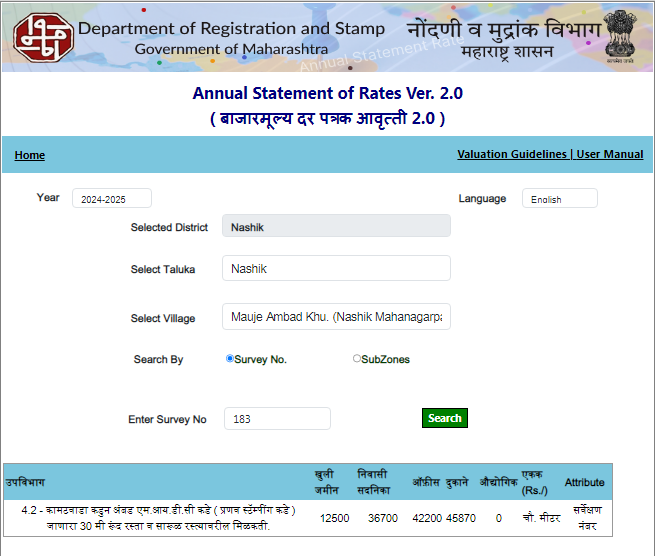 Department of Registration and Stamp
Government of Maharashtra
नोंदणी व मुद्रांक विभाग
महाराष्ट्र शासन
Annual Statement Rate
Annual Statement of Rates Ver. 2.0
( बाजारमूल्य दर पत्रक आवृत्ती 2.0 )
Home Valuation Guidelines | User Manual
Year 2024-2025 Language English
Selected District Nashik
Select Taluka Nashik
Select Village Mauje Ambad Khu. (Nashik Mahanagarpa
Search By Survey No. SubZones
Enter Survey No 183 Search
उपविभाग खुली जमीन निवासी सदनिका ऑफ़ीस दुकाने औद्योगिक एकक (Rs./) Attribute
4.2 - कामटवाडा कडुन अंबड एम.आय.डी.सी कडे ( प्रणव स्टॅम्पींग कडे )
जाणारा 30 मी रूंद रस्ता व सारूळ रस्त्यावरील मिळकती.
12500 36700 42200 45870 0 चौ. मीटर सर्वेक्षण नंबर